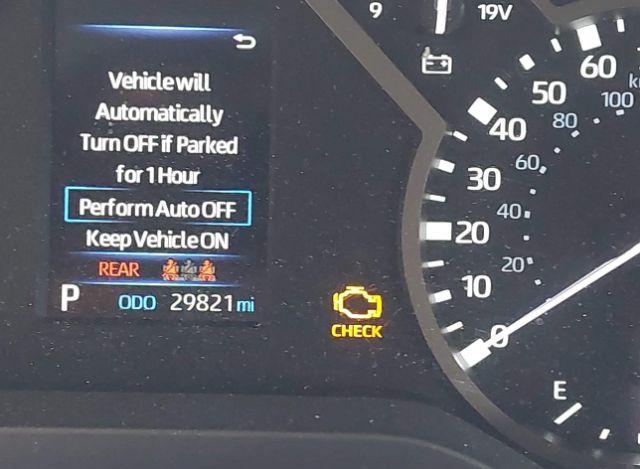 9 19V
Vehicle will
Automatically
Turn OFF if Parked
for 1 Hour
Perform Auto OFF
Keep Vehicle ON
REAR
P ODO 29821 mi
CHECK
60
50 100
40 80
30 60
20 40
10 20
0
E